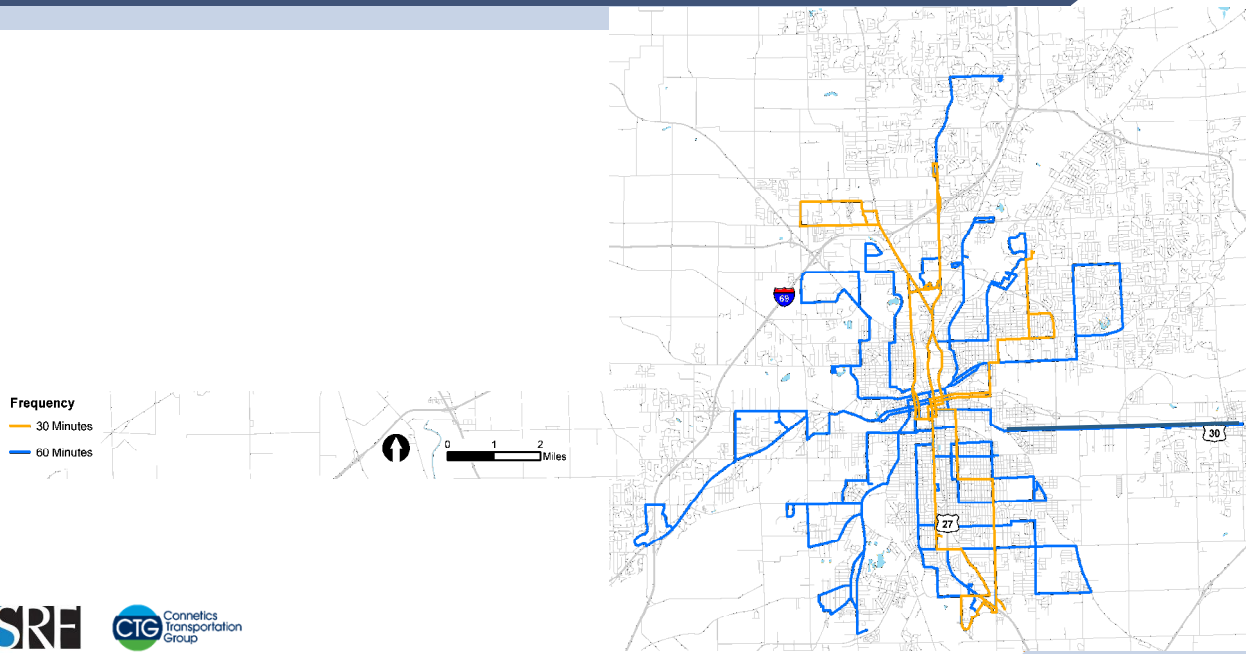 Frequency
30 Minutes
60 Minutes
0 1 2
Miles
69
30
27
SRF
CTG
Connetics
Transportation
Group